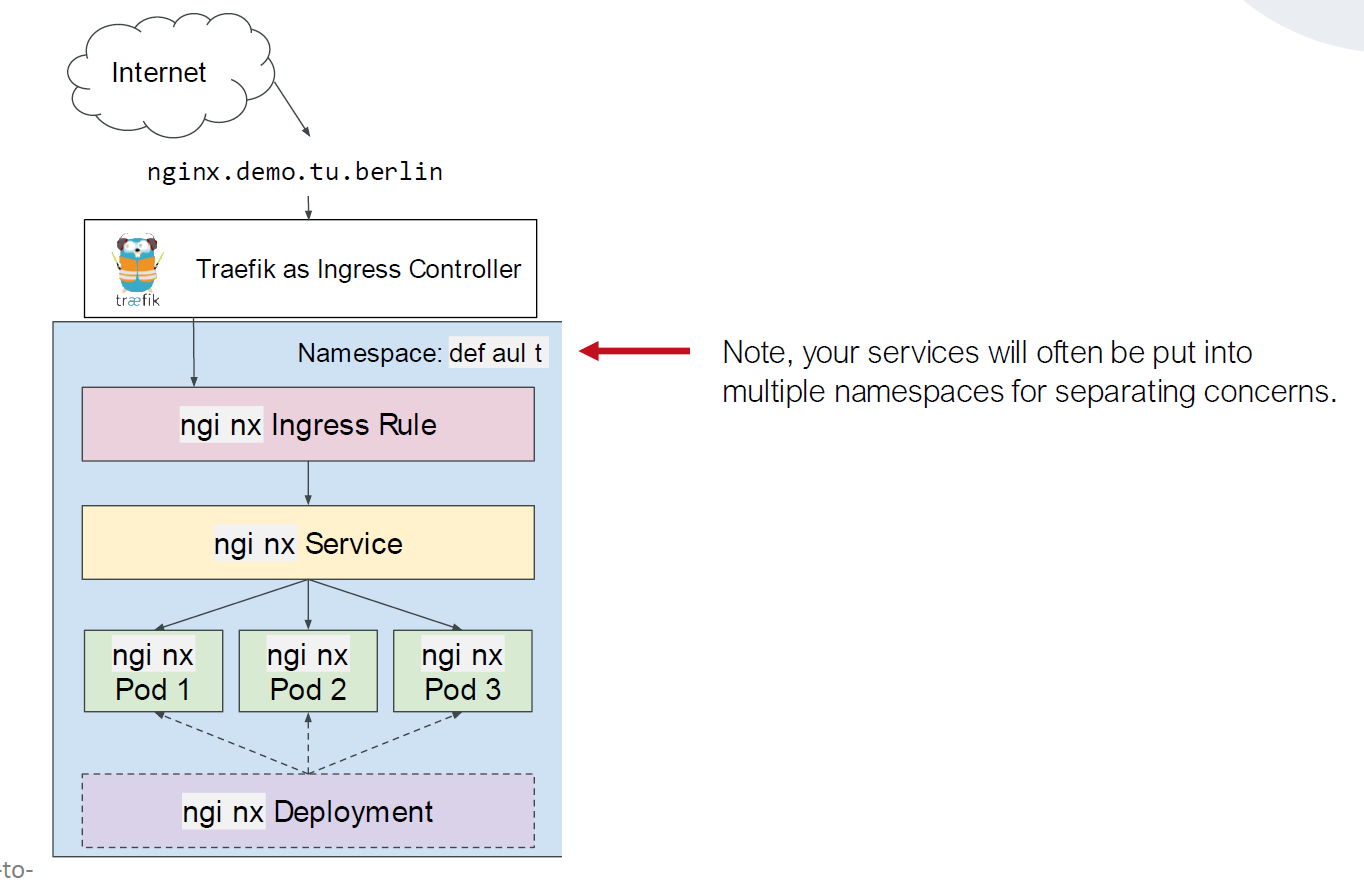 Internet
nginx.demo.tu.berlin
træfik
Traefik as Ingress Controller
Namespace: def aul t
Note, your services will often be put into
multiple namespaces for separating concerns.
ngi nx Ingress Rule
ngi nx Service
ngi nx
Pod 1
ngi nx
Pod 2
ngi nx
Pod 3
ngi nx Deployment
-to-